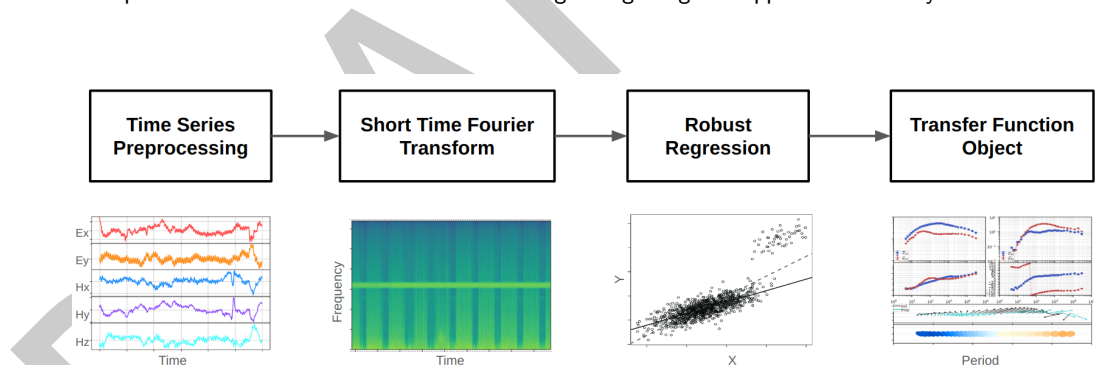 Time Series
Preprocessing
Short Time Fourier
Transform
Robust
Regression
Transfer Function
Object
Ex
Ey
Hx
Hy
Hz
Time
Frequency
Time
Y
X
Period